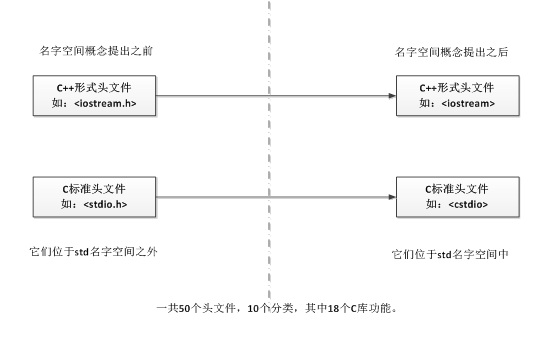 名字空间概念提出之前
名字空间概念提出之后
C++形式头文件
如：<iostream.h>
C++形式头文件
如：<iostream>
C标准头文件
如：<stdio.h>
C标准头文件
如：<cstdio>
它们位于std名字空间之外
它们位于std名字空间中
一共50个头文件，10个分类，其中18个C库功能。